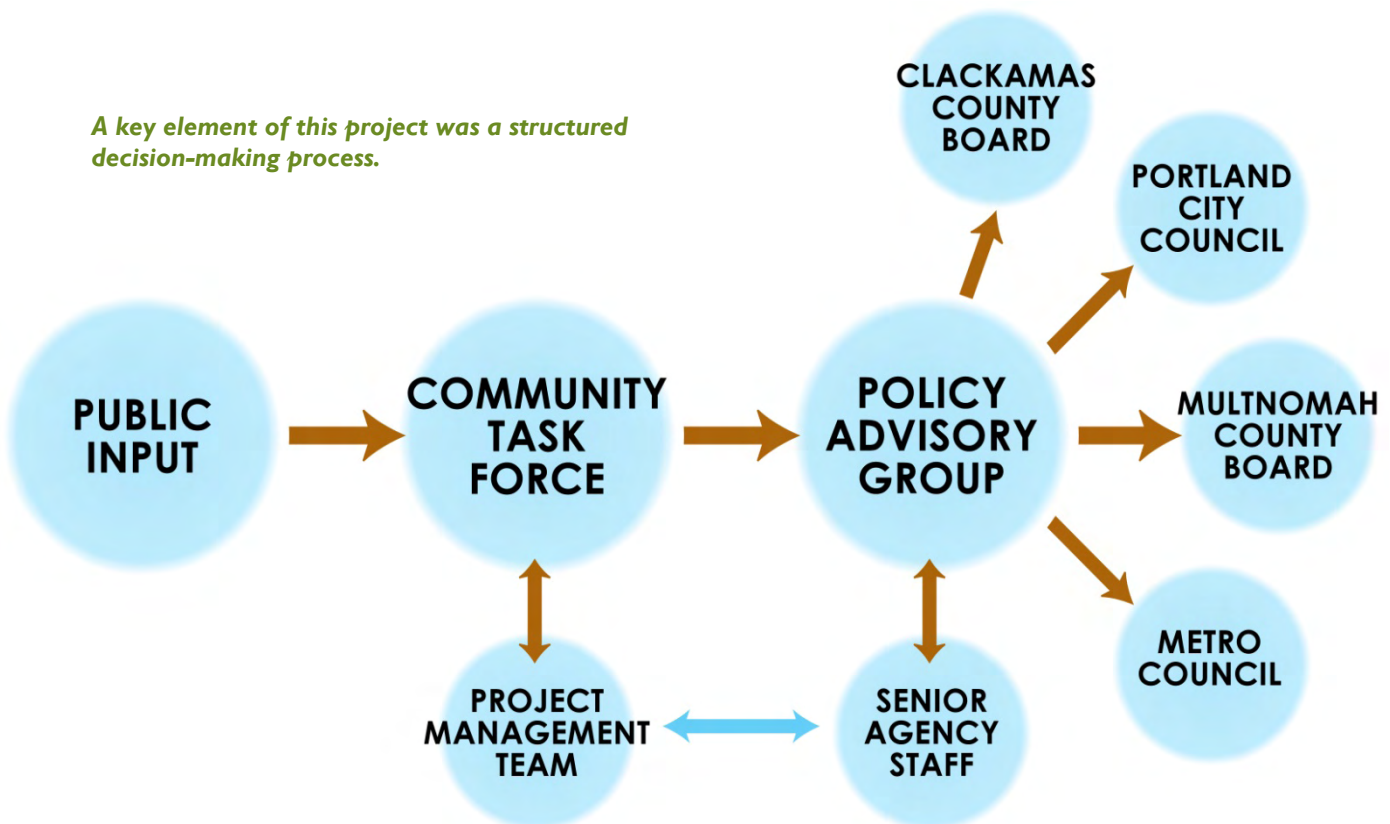 A key element of this project was a structured
decision-making process.
CLACKAMAS
COUNTY
BOARD
PORTLAND
CITY
COUNCIL
PUBLIC
INPUT
COMMUNITY
TASK
FORCE
POLICY
ADVISORY
GROUP
MULTNOMAH
COUNTY
BOARD
METRO
COUNCIL
PROJECT
MANAGEMENT
TEAM
SENIOR
AGENCY
STAFF